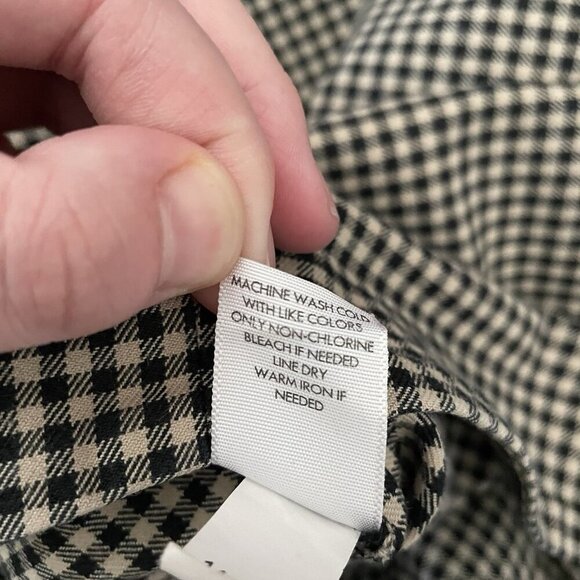 MACHINE WASH COLD
WITH LIKE COLORS
ONLY NON-CHLORINE
BLEACH IF NEEDED
LINE DRY
WARM IRON IF
NEEDED